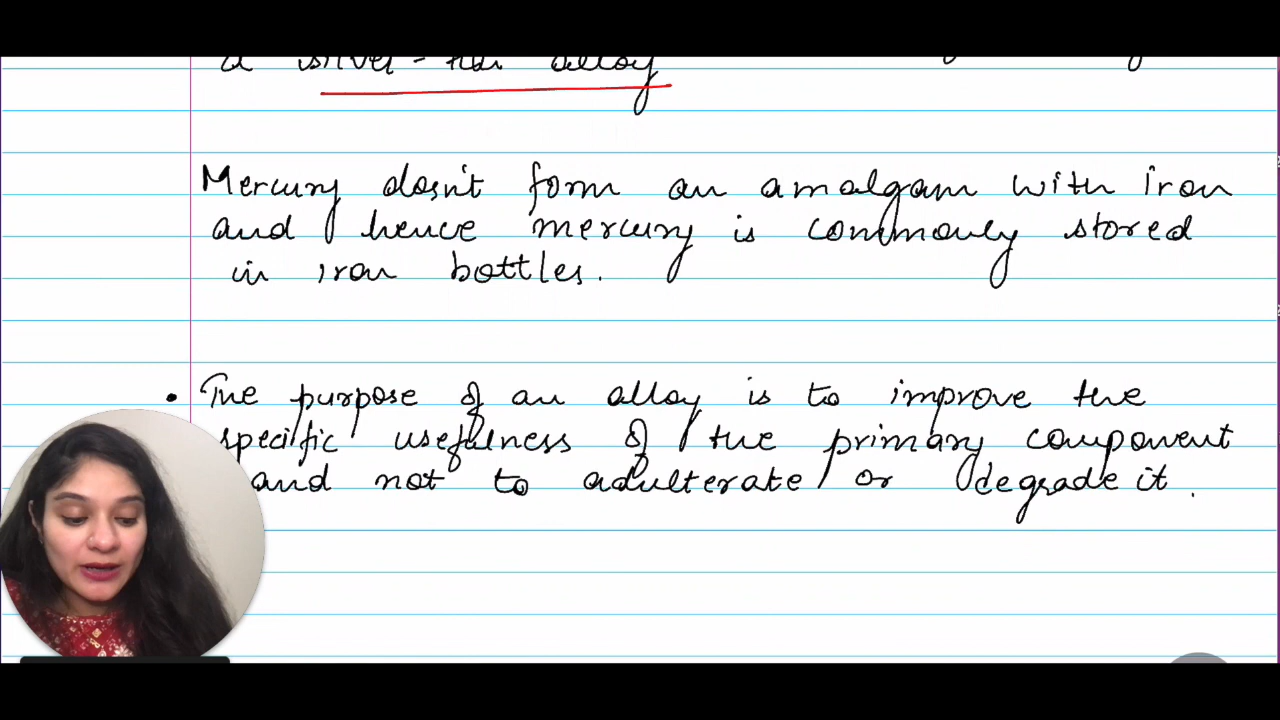 a silver-tin alloy
Mercury doesn't form an amalgam with iron
and hence mercury is commonly stored
in iron bottles.
• The purpose of an alloy is to improve the
specific usefulness of the primary component
and not to adulterate or degrade it.